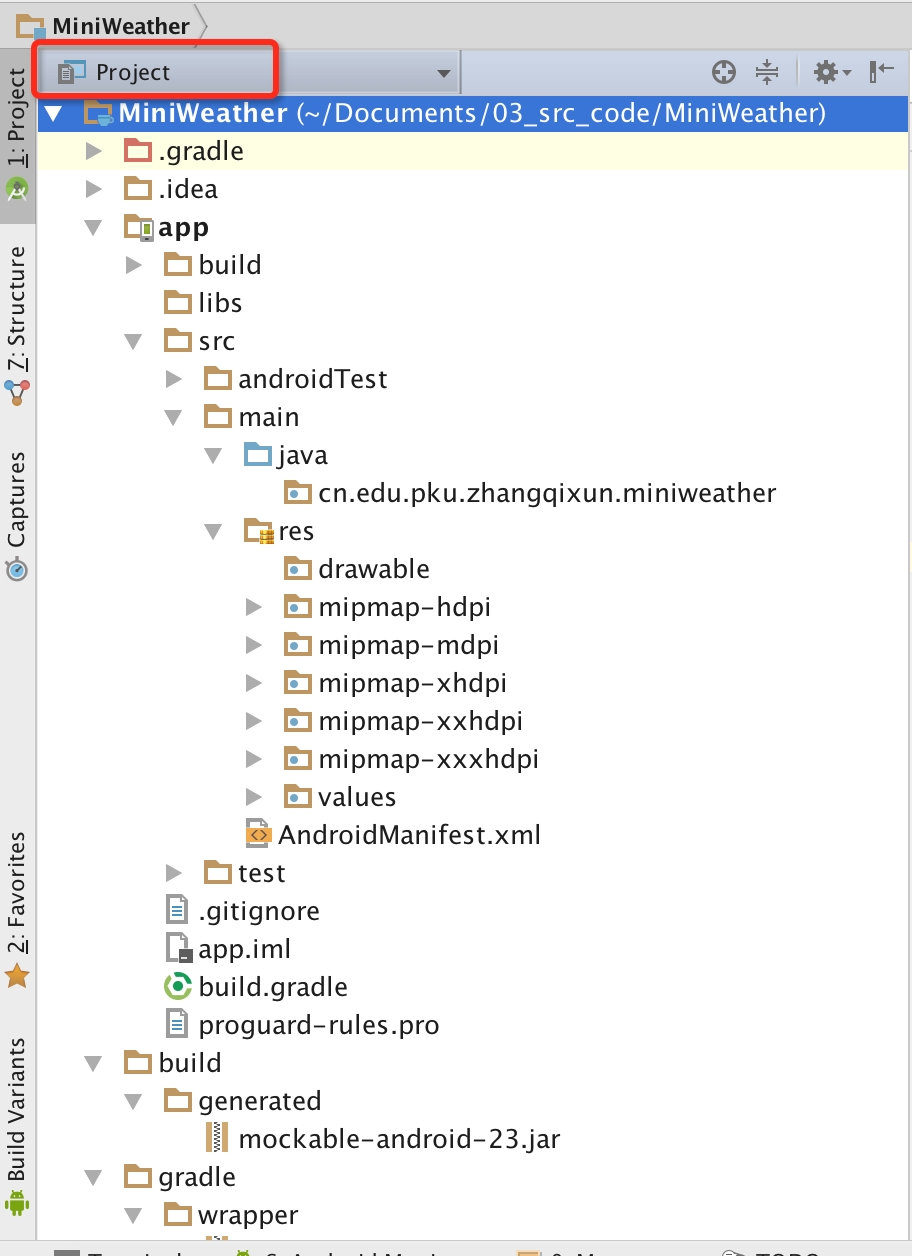 MiniWeather
Project
MiniWeather (~/Documents/03_src_code/MiniWeather)
.gradle
.idea
app
build
libs
src
androidTest
main
java
cn.edu.pku.zhangqixun.miniweather
res
drawable
mipmap-hdpi
mipmap-mdpi
mipmap-xhdpi
mipmap-xxhdpi
mipmap-xxxhdpi
values
AndroidManifest.xml
test
.gitignore
app.iml
build.gradle
proguard-rules.pro
build
generated
mockable-android-23.jar
gradle
wrapper
1: Project
7: Structure
Captures
2: Favorites
Build Variants